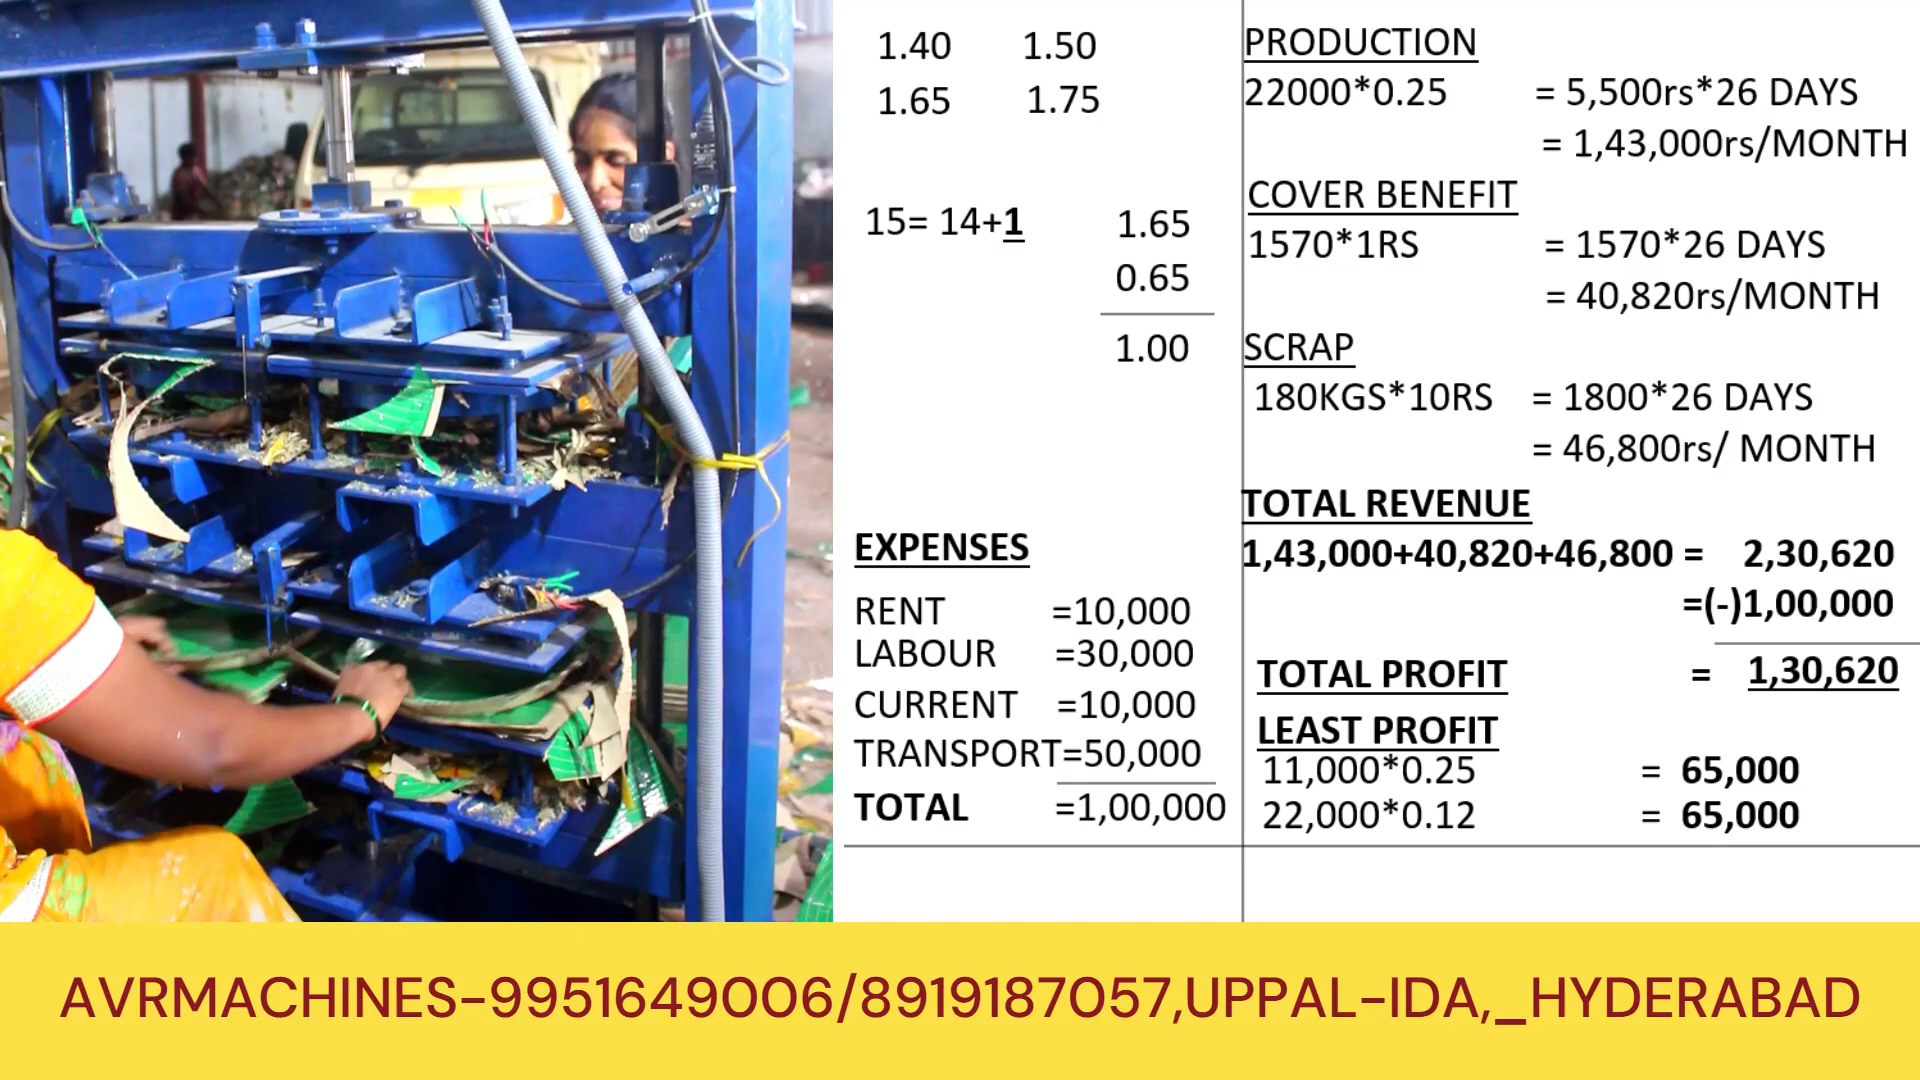 1.40 1.50
1.65 1.75
15= 14+1 1.65
0.65
1.00
EXPENSES
RENT =10,000
LABOUR =30,000
CURRENT =10,000
TRANSPORT=50,000
TOTAL =1,00,000
PRODUCTION
22000*0.25 = 5,500rs*26 DAYS
= 1,43,000rs/MONTH
COVER BENEFIT
1570*1RS = 1570*26 DAYS
= 40,820rs/MONTH
SCRAP
180KGS*10RS = 1800*26 DAYS
= 46,800rs/ MONTH
TOTAL REVENUE
1,43,000+40,820+46,800 = 2,30,620
=(-)1,00,000
TOTAL PROFIT = 1,30,620
LEAST PROFIT
11,000*0.25 = 65,000
22,000*0.12 = 65,000
AVRMACHINES-9951649006/8919187057,UPPAL-IDA,_HYDERABAD